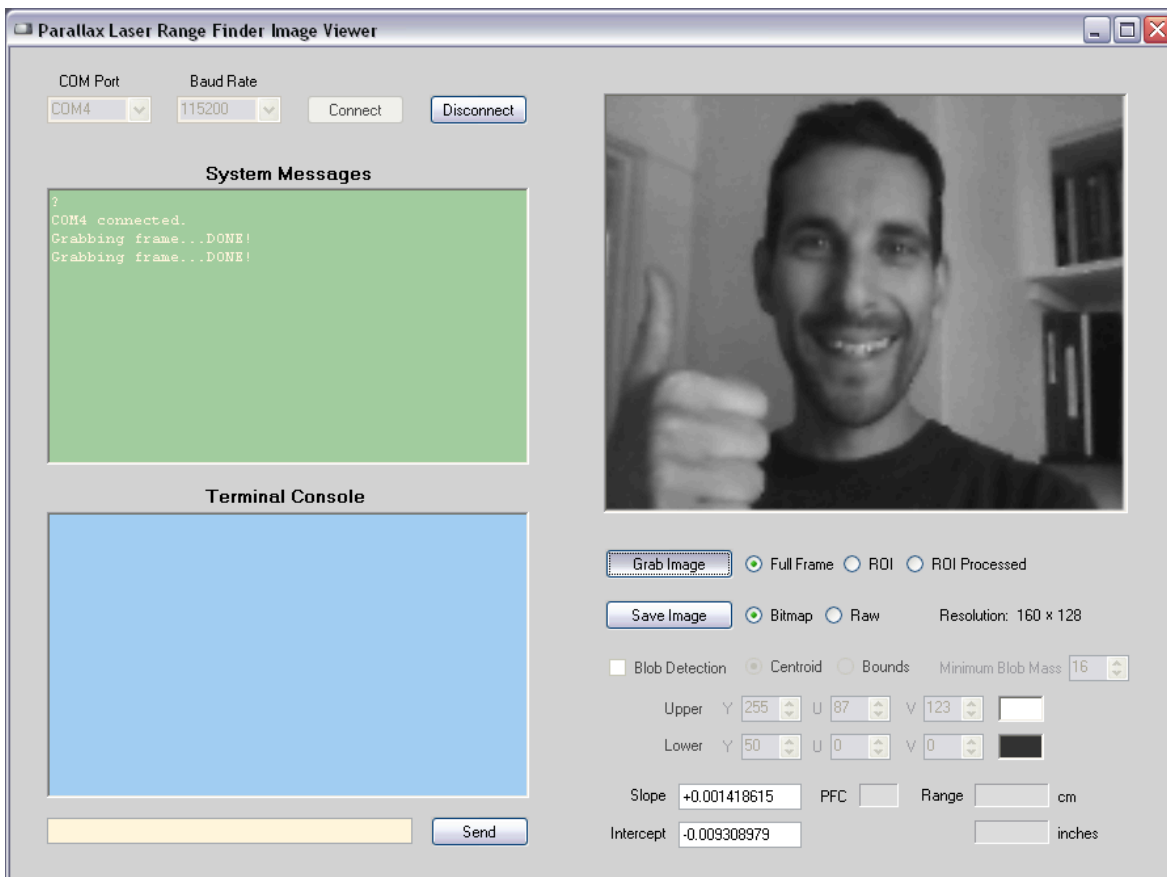 Parallax Laser Range Finder Image Viewer
COM Port
Baud Rate
COM4
115200
Connect
Disconnect
System Messages
?
COM4 connected.
Grabbing frame...DONE!
Grabbing frame...DONE!
Terminal Console
Send
Grab Image
Full Frame
ROI
ROI Processed
Save Image
Bitmap
Raw
Resolution: 160 × 128
Blob Detection
Centroid
Bounds
Minimum Blob Mass
16
Upper Y 255 U 87 V 123
Lower Y 50 U 0 V 0
Slope +0.001418615 PFC Range cm
Intercept -0.009308979 inches